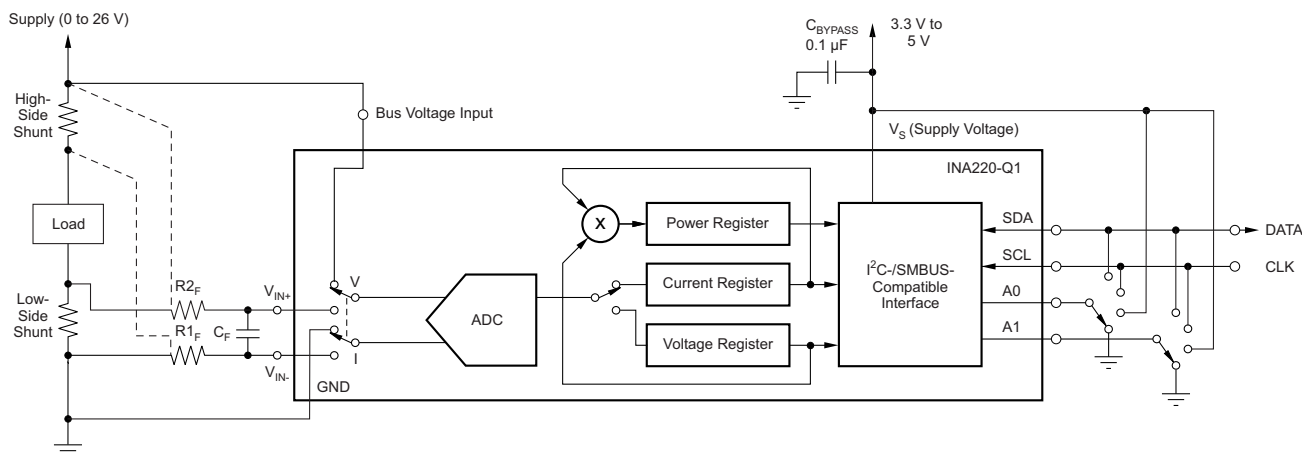 Supply (0 to 26 V)
C_BYPASS
0.1 µF
3.3 V to
5 V
High-
Side
Shunt
Bus Voltage Input
V_S (Supply Voltage)
INA220-Q1
Load
X
Power Register
SDA
DATA
R2_F
V_IN+
V
ADC
Current Register
I²C-/SMBUS-
Compatible
Interface
SCL
CLK
A0
Low-
Side
Shunt
R1_F
C_F
V_IN-
I
GND
Voltage Register
A1